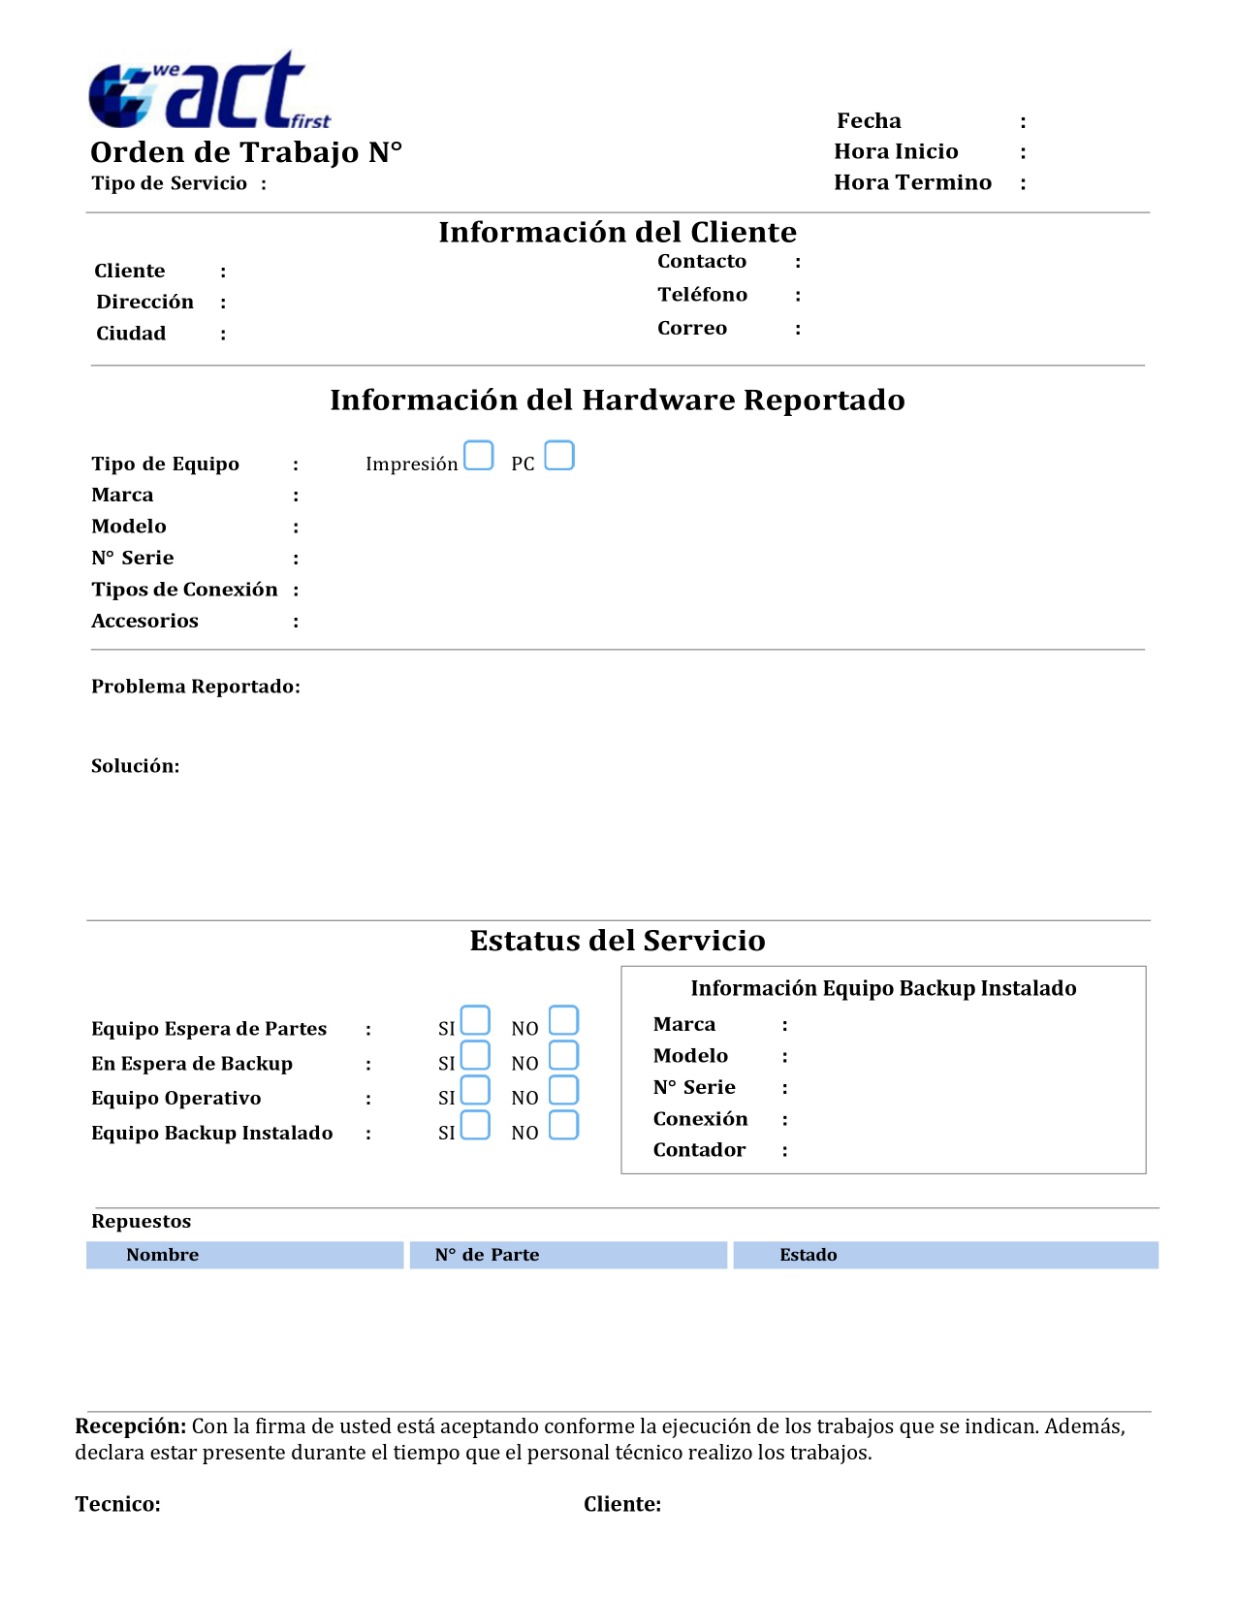 we act first
Orden de Trabajo N°
Tipo de Servicio :
Fecha :
Hora Inicio :
Hora Termino :
Información del Cliente
Cliente :
Dirección :
Ciudad :
Contacto :
Teléfono :
Correo :
Información del Hardware Reportado
Tipo de Equipo : Impresión PC
Marca :
Modelo :
N° Serie :
Tipos de Conexión :
Accesorios :
Problema Reportado:
Solución:
Estatus del Servicio
Equipo Espera de Partes : SI NO
En Espera de Backup : SI NO
Equipo Operativo : SI NO
Equipo Backup Instalado : SI NO
Información Equipo Backup Instalado
Marca :
Modelo :
N° Serie :
Conexión :
Contador :
Repuestos
Nombre N° de Parte Estado
Recepción: Con la firma de usted está aceptando conforme la ejecución de los trabajos que se indican. Además,
declara estar presente durante el tiempo que el personal técnico realizo los trabajos.
Tecnico: Cliente: